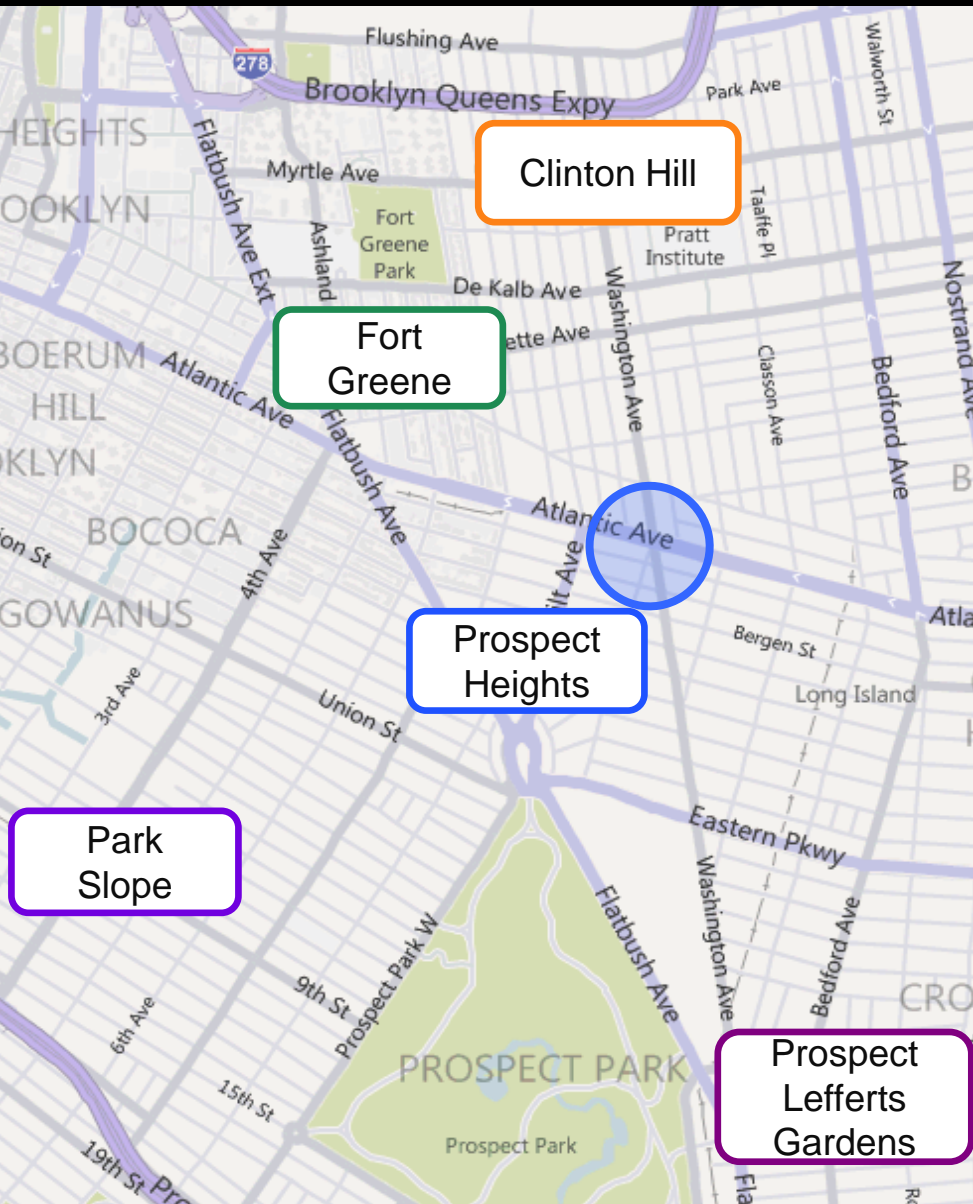 Flushing Ave
278
Brooklyn Queens Expy
Park Ave
Walworth St
HEIGHTS
Flatbush Ave Ext
Myrtle Ave
Clinton Hill
OOKLYN
Ashland
Fort
Greene
Park
Taaffe Pl
Pratt
Institute
De Kalb Ave
Washington Ave
Nostrand Ave
Fort
Greene
ette Ave
BOERUM
HILL
Atlantic Ave
Classon Ave
Bedford Ave
OKLYN
Flatbush Ave
B
Atlantic Ave
BOCOCA
on St
4th Ave
ilt Ave
GOWANUS
Prospect
Heights
Bergen St
Atla
3rd Ave
Union St
Long Island
H
Park
Slope
Eastern Pkwy
Washington Ave
Flatbush Ave
Bedford Ave
Prospect Park W
9th St
6th Ave
CRO
PROSPECT PARK
Prospect
Lefferts
Gardens
15th St
Prospect Park
19th St
Pro
Fla